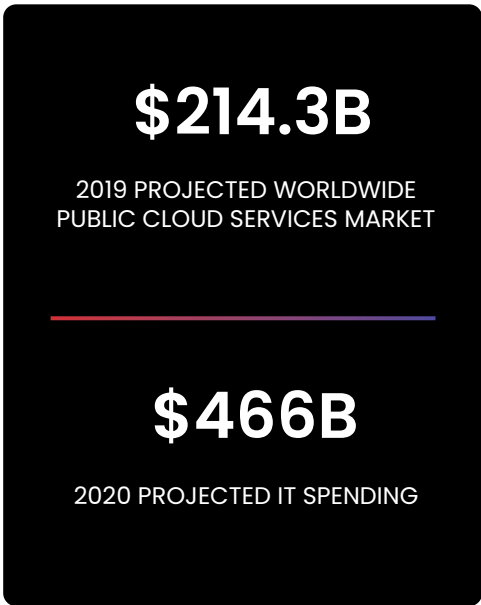 $214.3B
2019 PROJECTED WORLDWIDE
PUBLIC CLOUD SERVICES MARKET
$466B
2020 PROJECTED IT SPENDING